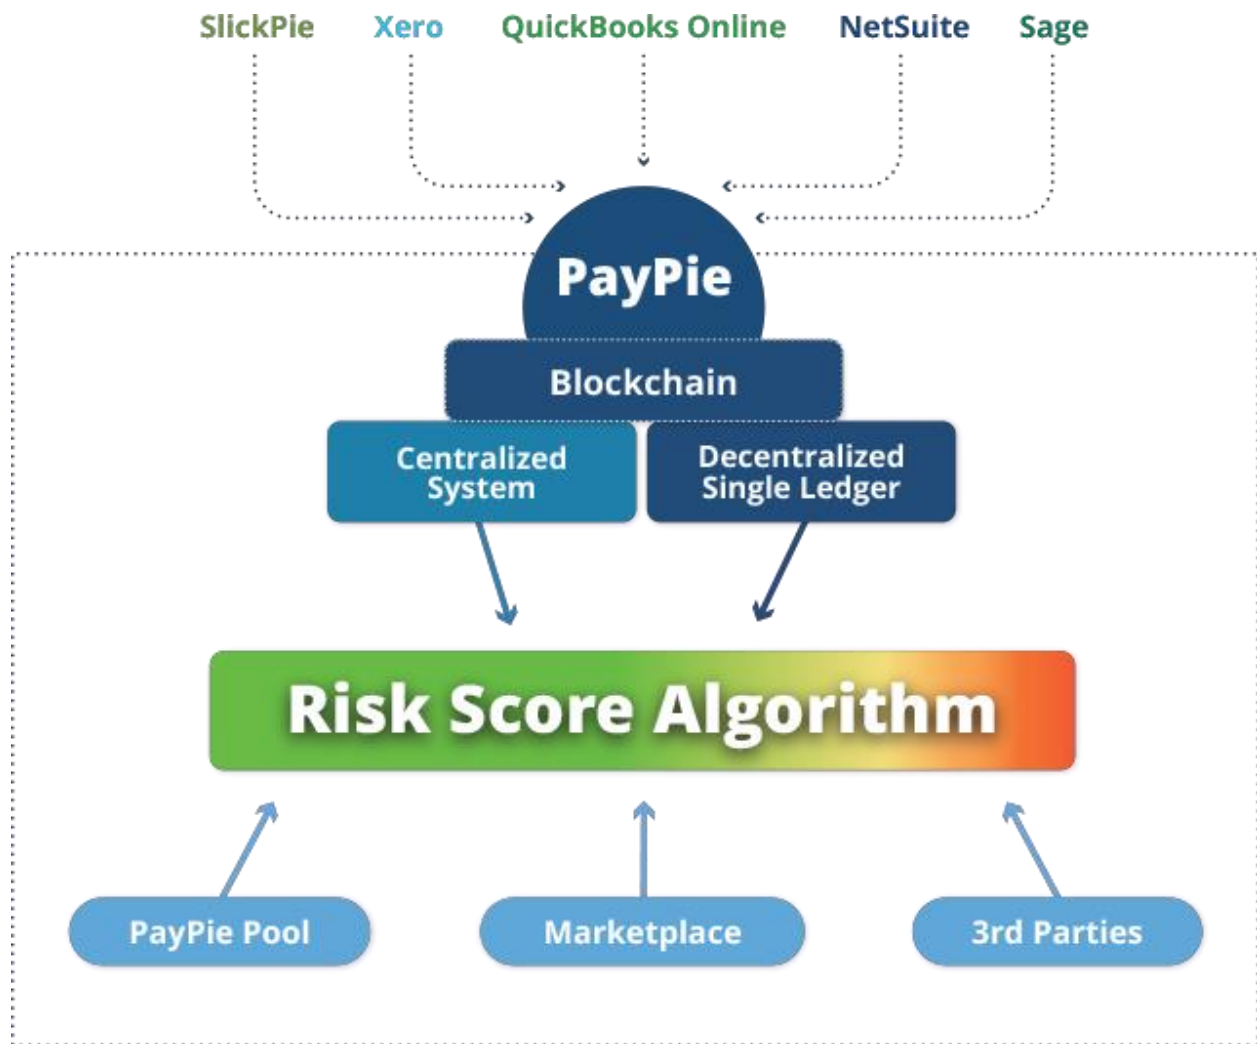 SlickPie Xero QuickBooks Online NetSuite Sage
PayPie
Blockchain
Centralized
System
Decentralized
Single Ledger
Risk Score Algorithm
PayPie Pool
Marketplace
3rd Parties